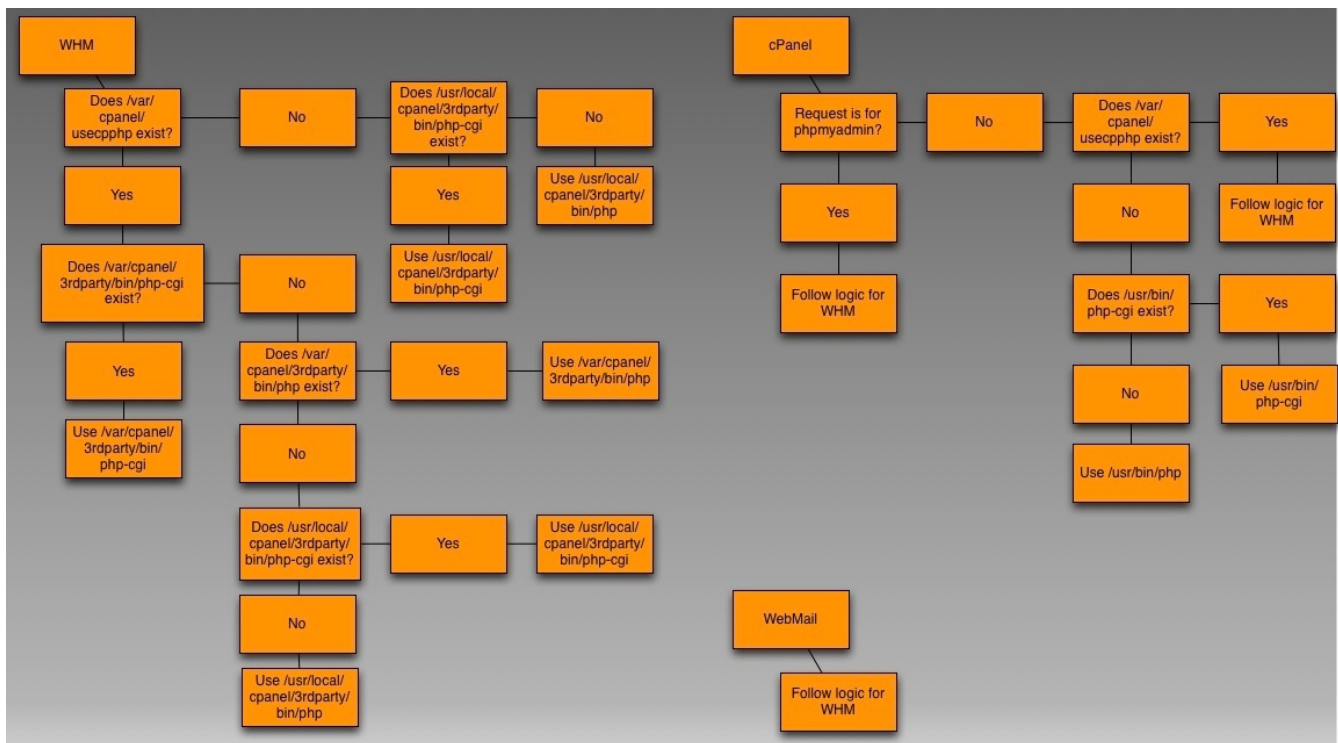 WHM
Does /var/
cpanel/
usecpphp exist?
No
Does /usr/local/
cpanel/3rdparty/
bin/php-cgi
exist?
No
Yes
Yes
Use /usr/local/
cpanel/3rdparty/
bin/php
Does /var/cpanel/
3rdparty/bin/php-cgi
exist?
No
Use /usr/local/
cpanel/3rdparty/
bin/php-cgi
Yes
Does /var/
cpanel/3rdparty/
bin/php exist?
Yes
Use /var/cpanel/
3rdparty/bin/php
Use /var/cpanel/
3rdparty/bin/
php-cgi
No
Does /usr/local/
cpanel/3rdparty/
bin/php-cgi exist?
Yes
Use /usr/local/
cpanel/3rdparty/
bin/php-cgi
No
Use /usr/local/
cpanel/3rdparty/
bin/php
cPanel
Request is for
phpmyadmin?
No
Does /var/
cpanel/
usecpphp exist?
Yes
Yes
No
Follow logic for
WHM
Follow logic for
WHM
Does /usr/bin/
php-cgi exist?
Yes
No
Use /usr/bin/
php-cgi
Use /usr/bin/php
WebMail
Follow logic for
WHM